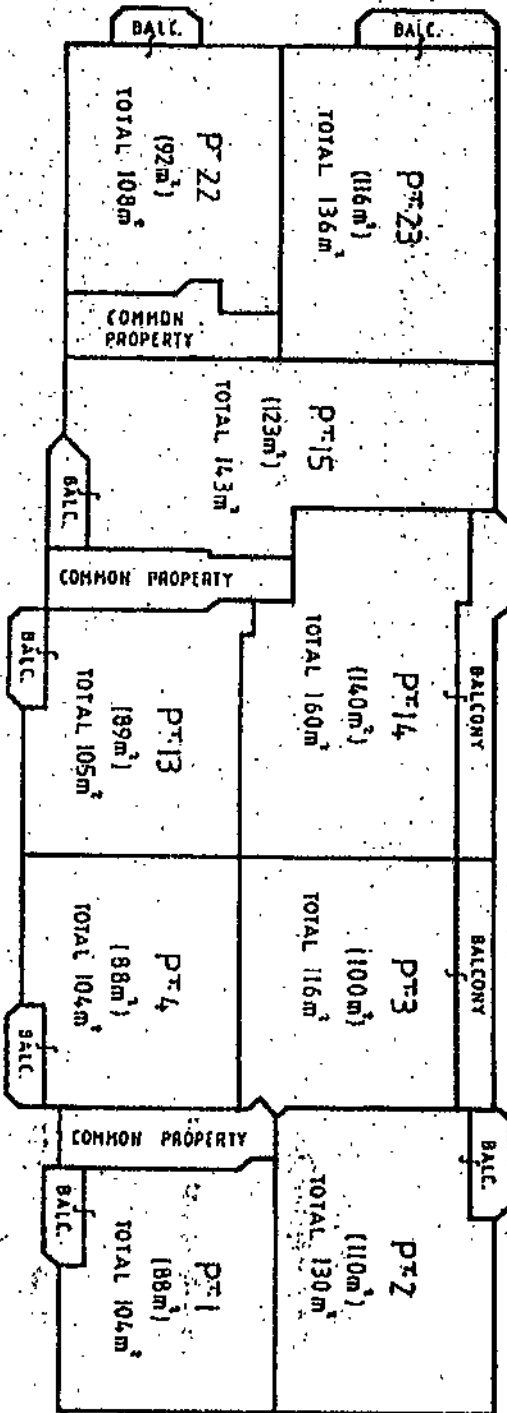 BALC.
BALC.
PT.22
(92m²)
TOTAL 108m²
PT.23
(116m²)
TOTAL 136m²
COMMON
PROPERTY
PT.15
(123m²)
TOTAL 143m²
BALC.
COMMON PROPERTY
BALC.
PT.13
(89m²)
TOTAL 105m²
PT.14
(140m²)
TOTAL 160m²
BALCONY
PT.4
(88m²)
TOTAL 104m²
PT.3
(100m²)
TOTAL 116m²
BALCONY
BALC.
COMMON PROPERTY
BALC.
BALC.
PT.1
(88m²)
TOTAL 104m²
PT.2
(110m²)
TOTAL 130m²